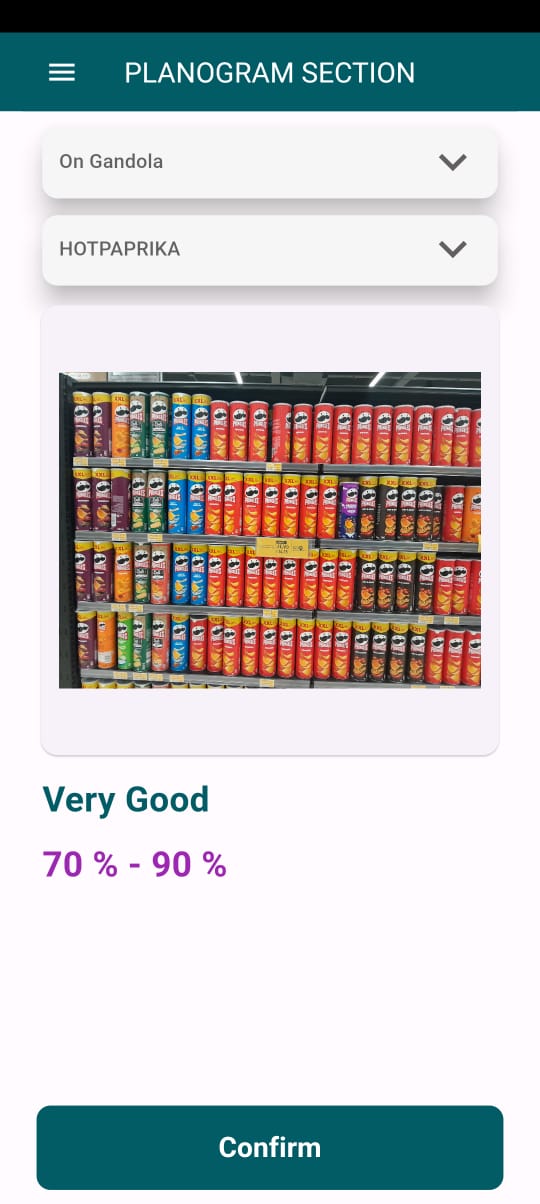 PLANOGRAM SECTION
On Gandola
HOTPAPRIKA
Very Good
70 % - 90 %
Confirm